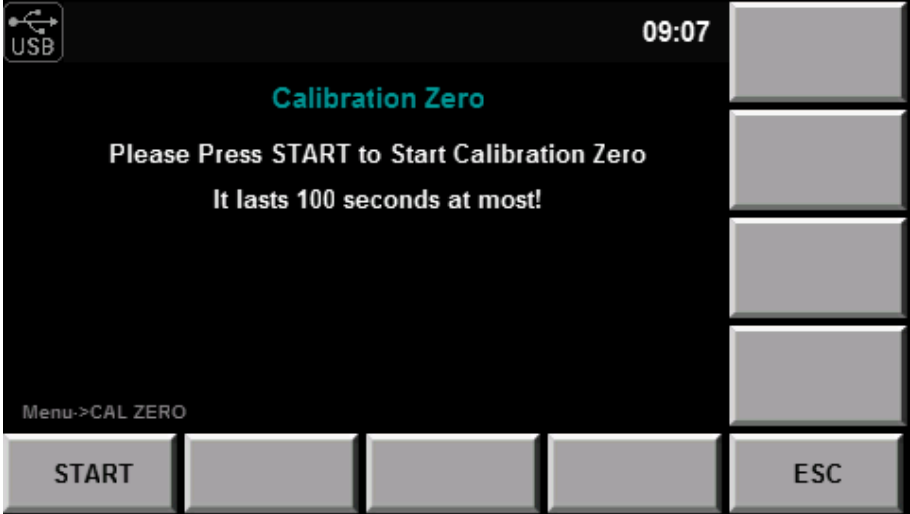 USB
09:07
Calibration Zero
Please Press START to Start Calibration Zero
It lasts 100 seconds at most!
Menu->CAL ZERO
START
ESC